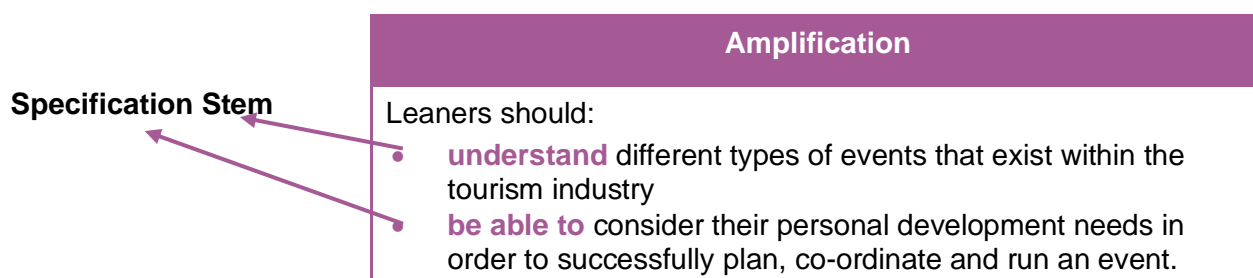 Amplification
Specification Stem
Leaners should:
• understand different types of events that exist within the
tourism industry
• be able to consider their personal development needs in
order to successfully plan, co-ordinate and run an event.